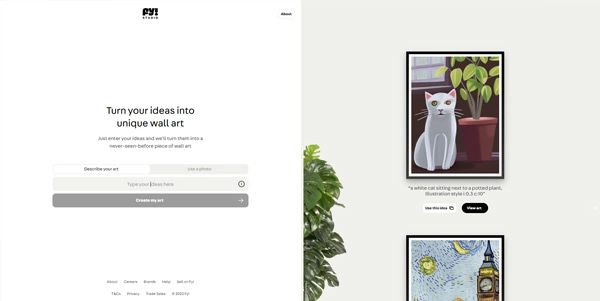 Fy!
STUDIO
About
Turn your ideas into
unique wall art
Just enter your ideas and we'll turn them into a
never-seen-before piece of wall art
Describe your art
Use a photo
Type your ideas here
Create my art
About Careers Brands Help Sell on Fy!
T&Cs Privacy Trade Sales © 2023 Fy!
"a white cat sitting next to a potted plant,
illustration style
Use this idea
View art